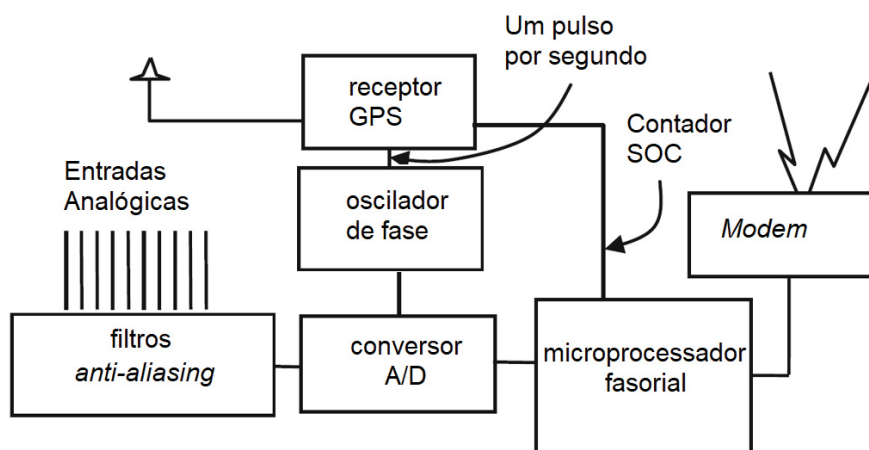 Um pulso
por segundo
receptor
GPS
Contador
SOC
Entradas
Analógicas
oscilador
de fase
Modem
filtros
anti-aliasing
conversor
A/D
microprocessador
fasorial